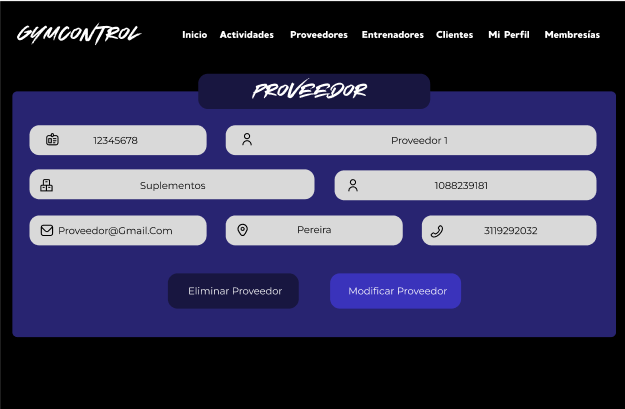 GYMCONTROL Inicio Actividades Proveedores Entrenadores Clientes Mi Perfil Membresías
PROVEEDOR
12345678 Proveedor 1
Suplementos 1088239181
Proveedor@Gmail.Com Pereira 3119292032
Eliminar Proveedor Modificar Proveedor